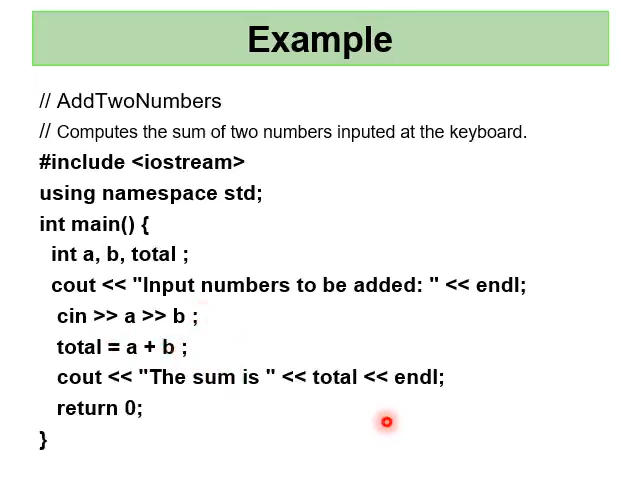 Example
// AddTwoNumbers
// Computes the sum of two numbers inputed at the keyboard.
#include <iostream>
using namespace std;
int main() {
int a, b, total ;
cout << "Input numbers to be added: " << endl;
cin >> a >> b ;
total = a + b ;
cout << "The sum is " << total << endl;
return 0;
}